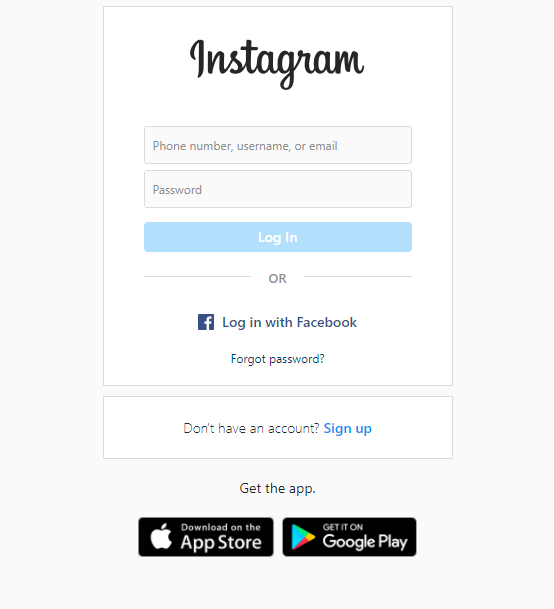 Instagram
Phone number, username, or email
Password
Log In
OR
Log in with Facebook
Forgot password?
Don't have an account? Sign up
Get the app.
Download on the
App Store
GET IT ON
Google Play